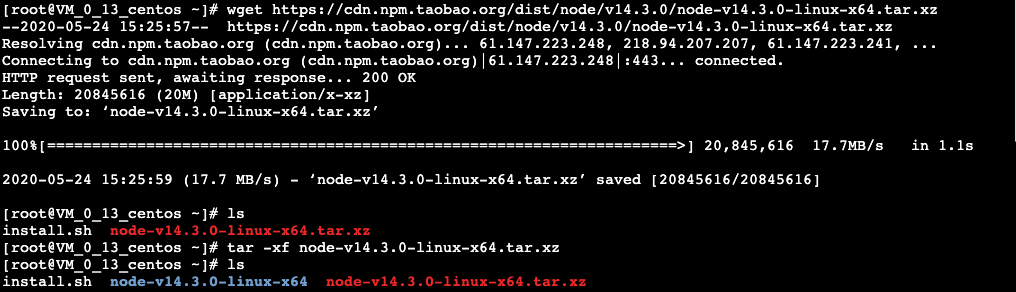 [root@VM_0_13_centos ~]# wget https://cdn.npm.taobao.org/dist/node/v14.3.0/node-v14.3.0-linux-x64.tar.xz
--2020-05-24 15:25:57--  https://cdn.npm.taobao.org/dist/node/v14.3.0/node-v14.3.0-linux-x64.tar.xz
Resolving cdn.npm.taobao.org (cdn.npm.taobao.org)... 61.147.223.248, 218.94.207.207, 61.147.223.241, ...
Connecting to cdn.npm.taobao.org (cdn.npm.taobao.org)|61.147.223.248|:443... connected.
HTTP request sent, awaiting response... 200 OK
Length: 20845616 (20M) [application/x-xz]
Saving to: ‘node-v14.3.0-linux-x64.tar.xz’
100%[======================================================================>] 20,845,616  17.7MB/s   in 1.1s
2020-05-24 15:25:59 (17.7 MB/s) - ‘node-v14.3.0-linux-x64.tar.xz’ saved [20845616/20845616]
[root@VM_0_13_centos ~]# ls
install.sh  node-v14.3.0-linux-x64.tar.xz
[root@VM_0_13_centos ~]# tar -xf node-v14.3.0-linux-x64.tar.xz
[root@VM_0_13_centos ~]# ls
install.sh  node-v14.3.0-linux-x64  node-v14.3.0-linux-x64.tar.xz